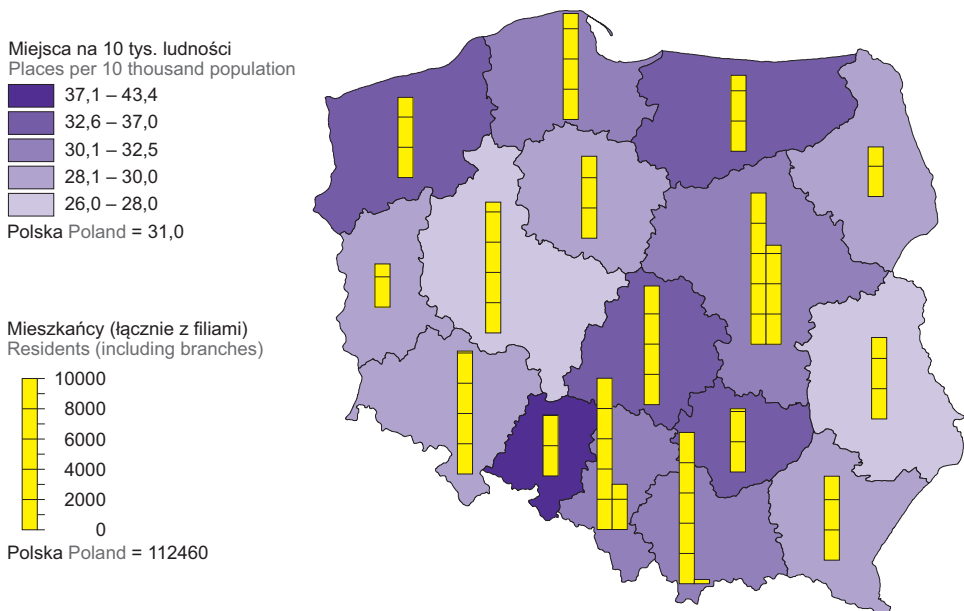 Miejsca na 10 tys. ludności
Places per 10 thousand population
37,1 – 43,4
32,6 – 37,0
30,1 – 32,5
28,1 – 30,0
26,0 – 28,0
Polska Poland = 31,0
Mieszkańcy (łącznie z filiami)
Residents (including branches)
10000
8000
6000
4000
2000
0
Polska Poland = 112460